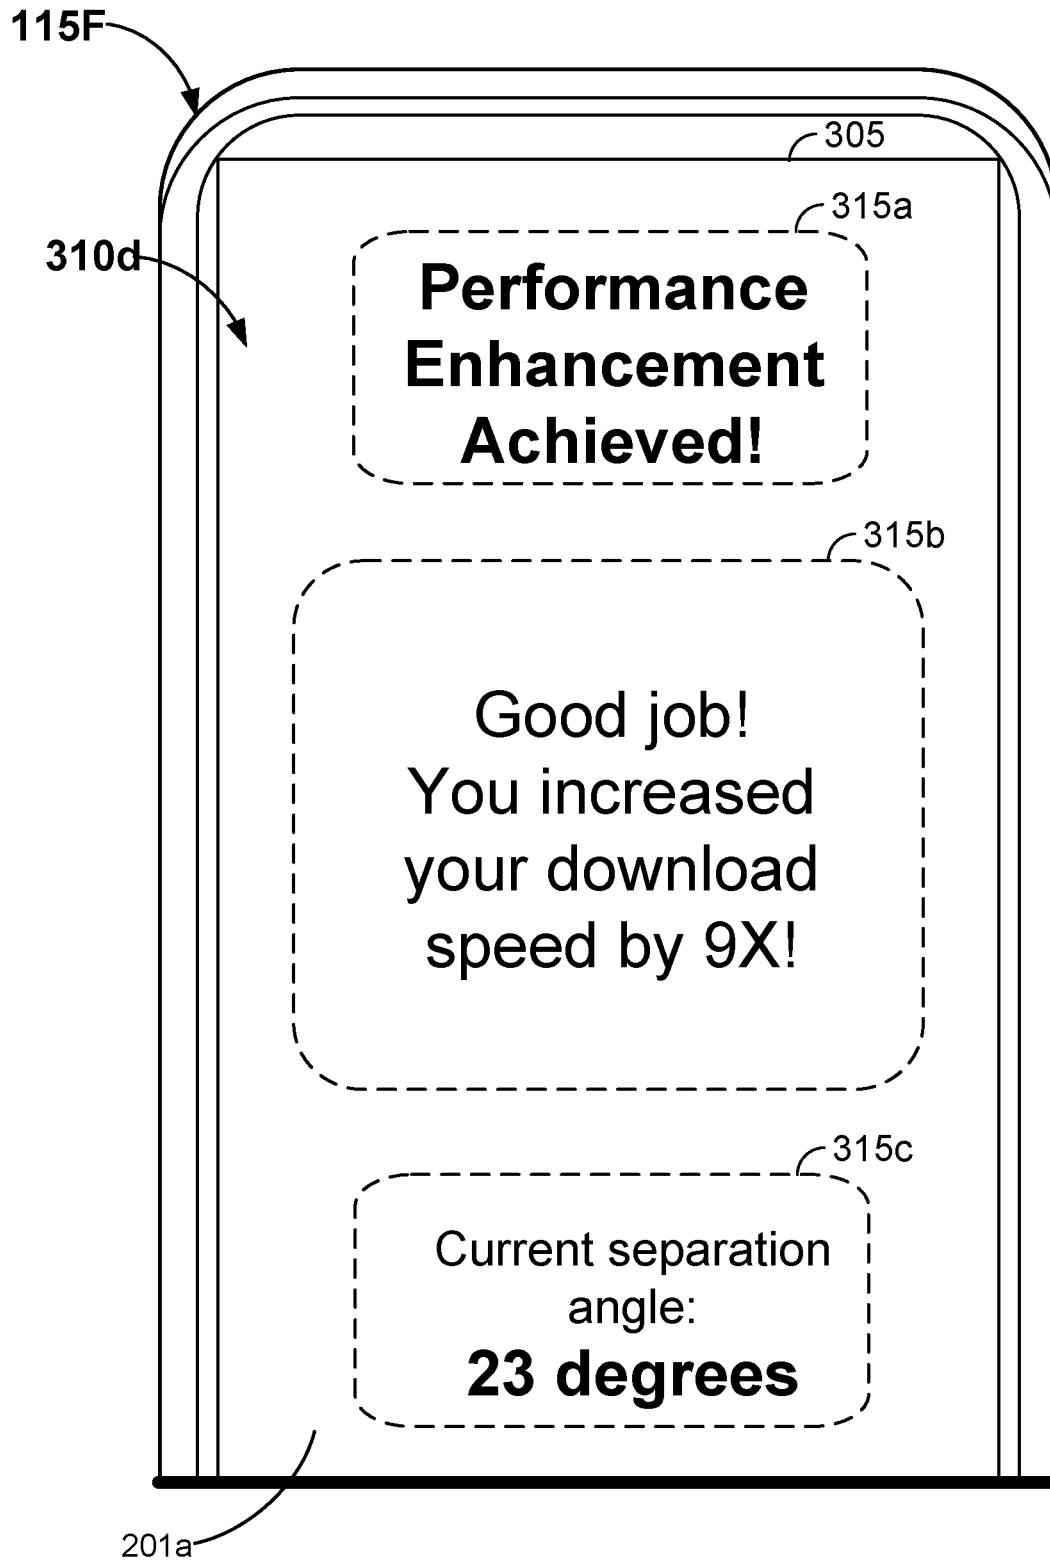 115F
305
315a
310d
Performance
Enhancement
Achieved!
315b
Good job!
You increased
your download
speed by 9X!
315c
Current separation
angle:
23 degrees
201a